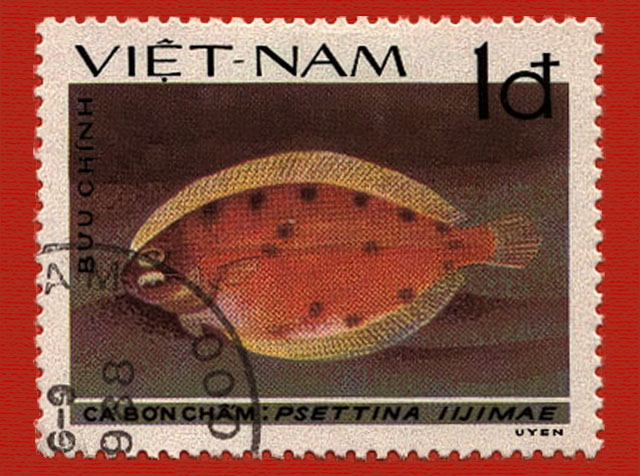 VIỆT-NAM
1đ
BƯU CHÍNH
CÁ BƠN CHẤM: PSETTINA IIJIMAE
UYEN